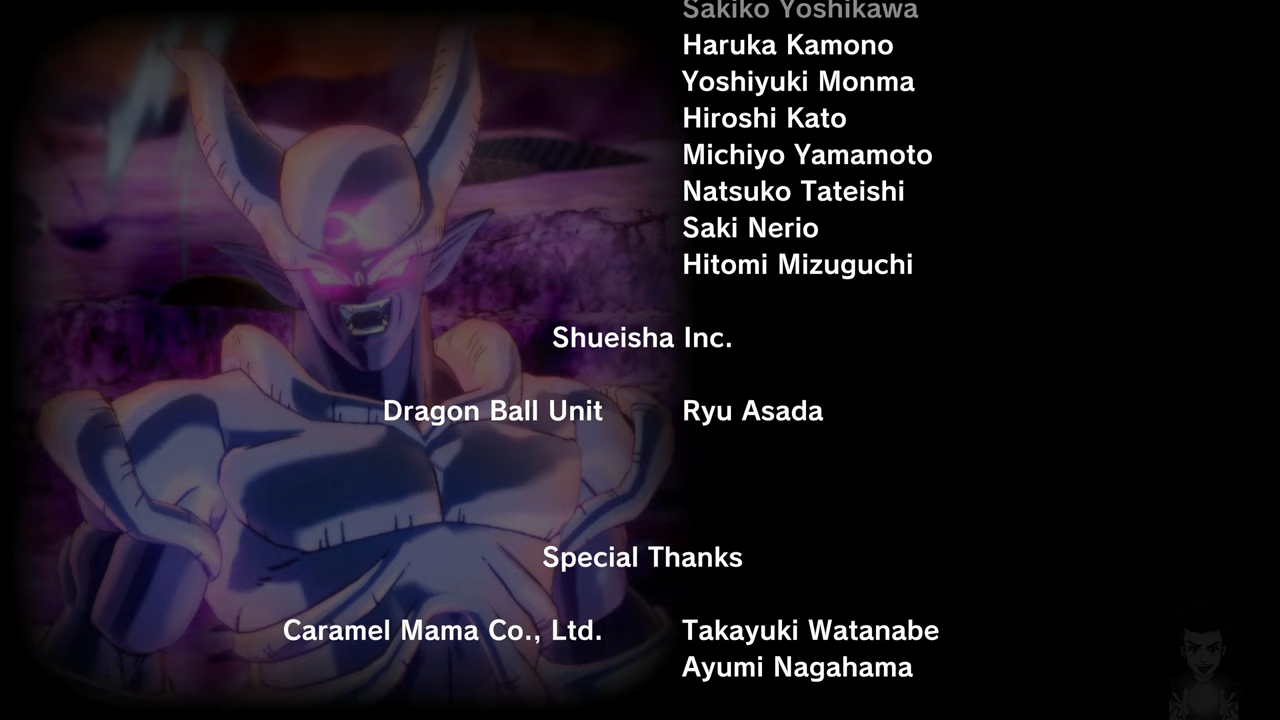 Sakiko Yoshikawa
Haruka Kamono
Yoshiyuki Monma
Hiroshi Kato
Michiyo Yamamoto
Natsuko Tateishi
Saki Nerio
Hitomi Mizuguchi
Shueisha Inc.
Dragon Ball Unit Ryu Asada
Special Thanks
Caramel Mama Co., Ltd. Takayuki Watanabe
Ayumi Nagahama